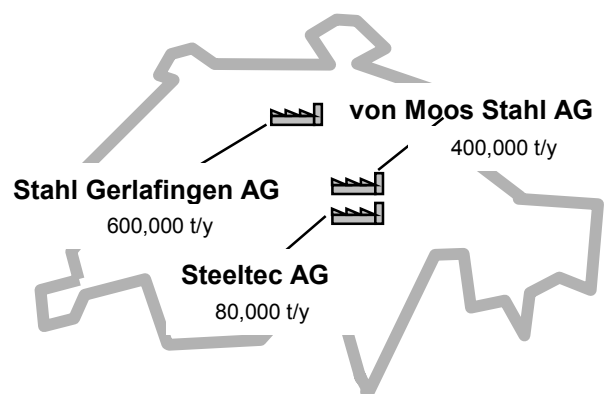 von Moos Stahl AG
400,000 t/y
Stahl Gerlafingen AG
600,000 t/y
Steeltec AG
80,000 t/y